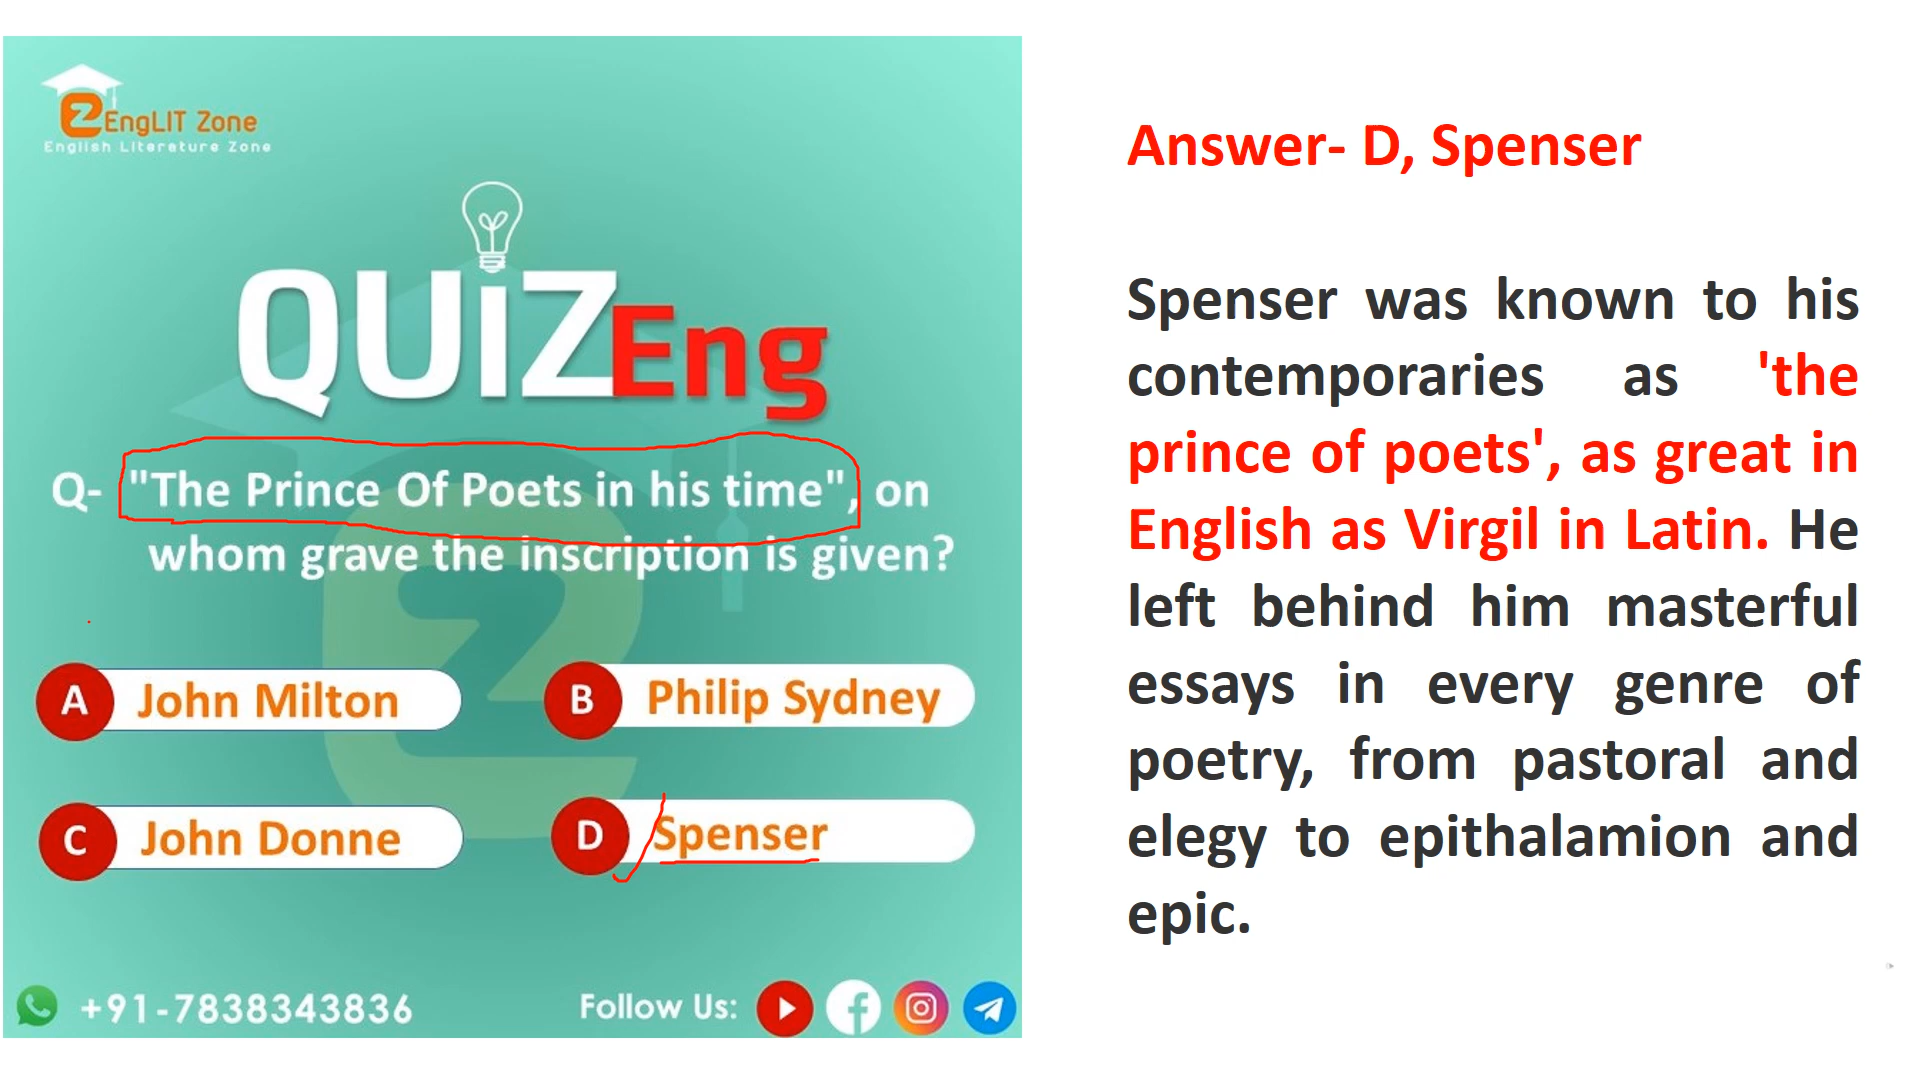 EngLIT Zone
English Literature Zone
QUiZEng
Q- "The Prince Of Poets in his time", on
whom grave the inscription is given?
A John Milton
B Philip Sydney
C John Donne
D Spenser
+91-7838343836
Follow Us:
Answer- D, Spenser
Spenser was known to his
contemporaries as 'the
prince of poets', as great in
English as Virgil in Latin. He
left behind him masterful
essays in every genre of
poetry, from pastoral and
elegy to epithalamion and
epic.